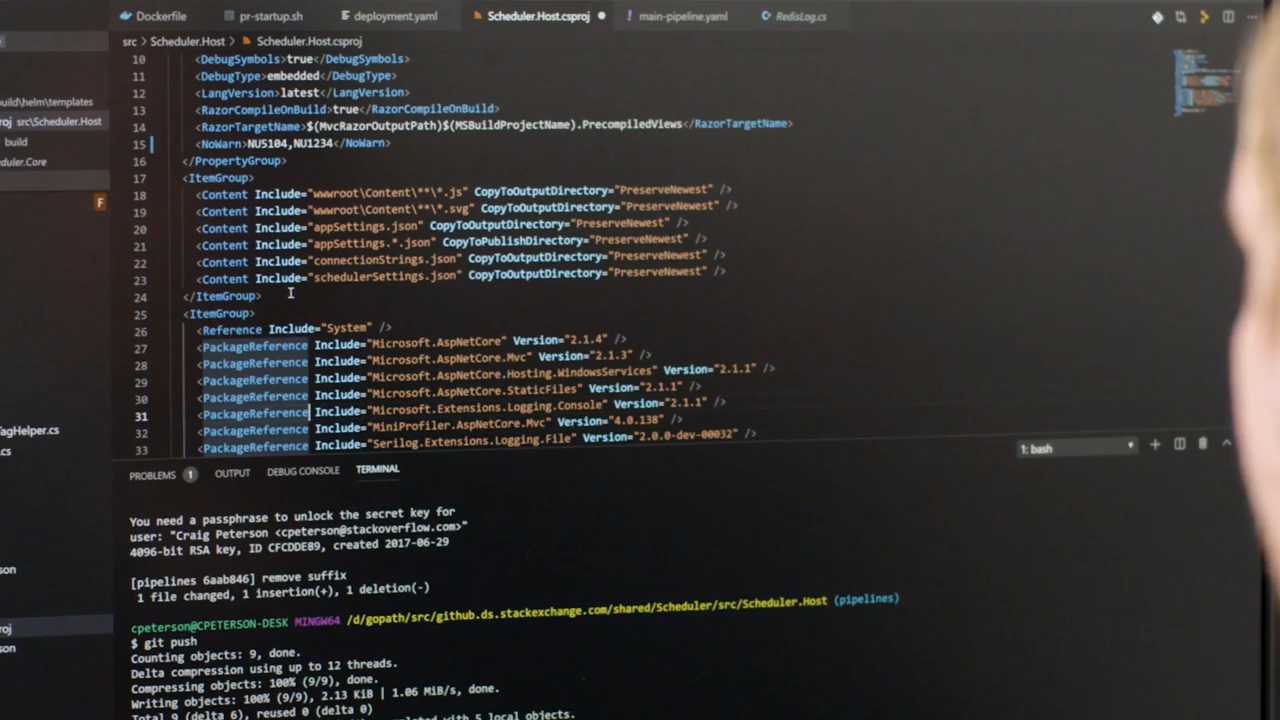 Dockerfile pr-startup.sh deployment.yaml Scheduler.Host.csproj main-pipeline.yaml RedisLog.cs
src > Scheduler.Host > Scheduler.Host.csproj
10 <DebugSymbols>true</DebugSymbols>
11 <DebugType>embedded</DebugType>
12 <LangVersion>latest</LangVersion>
13 <RazorCompileOnBuild>true</RazorCompileOnBuild>
14 <RazorTargetName>$(MvcRazorOutputPath)$(MSBuildProjectName).PrecompiledViews</RazorTargetName>
15 <NoWarn>NU5104,NU1234</NoWarn>
16 </PropertyGroup>
17 <ItemGroup>
18 <Content Include="wwwroot\Content\**\*.js" CopyToOutputDirectory="PreserveNewest" />
19 <Content Include="wwwroot\Content\**\*.svg" CopyToOutputDirectory="PreserveNewest" />
20 <Content Include="appSettings.json" CopyToOutputDirectory="PreserveNewest" />
21 <Content Include="appSettings.*.json" CopyToPublishDirectory="PreserveNewest" />
22 <Content Include="connectionStrings.json" CopyToOutputDirectory="PreserveNewest" />
23 <Content Include="schedulerSettings.json" CopyToOutputDirectory="PreserveNewest" />
24 </ItemGroup>
25 <ItemGroup>
26 <Reference Include="System" />
27 <PackageReference Include="Microsoft.AspNetCore" Version="2.1.4" />
28 <PackageReference Include="Microsoft.AspNetCore.Mvc" Version="2.1.3" />
29 <PackageReference Include="Microsoft.AspNetCore.Hosting.WindowsServices" Version="2.1.1" />
30 <PackageReference Include="Microsoft.AspNetCore.StaticFiles" Version="2.1.1" />
31 <PackageReference Include="Microsoft.Extensions.Logging.Console" Version="2.1.1" />
32 <PackageReference Include="MiniProfiler.AspNetCore.Mvc" Version="4.0.138" />
33 <PackageReference Include="Serilog.Extensions.Logging.File" Version="2.0.0-dev-00032" />
uild\helm\templates
roj src\Scheduler.Host
build
duler.Core
F
TagHelper.cs
.cs
son
roj
son
PROBLEMS 1 OUTPUT DEBUG CONSOLE TERMINAL 1: bash
You need a passphrase to unlock the secret key for
user: "Craig Peterson <cpeterson@stackoverflow.com>"
4096-bit RSA key, ID CFCDDE89, created 2017-06-29
[pipelines 6aab846] remove suffix
1 file changed, 1 insertion(+), 1 deletion(-)
cpeterson@CPETERSON-DESK MINGW64 /d/gopath/src/github.ds.stackexchange.com/shared/Scheduler/src/Scheduler.Host (pipelines)
$ git push
Counting objects: 9, done.
Delta compression using up to 12 threads.
Compressing objects: 100% (9/9), done.
Writing objects: 100% (9/9), 2.13 KiB | 1.06 MiB/s, done.
Total 9 (delta 6), reused 0 (delta 0)
completed with 5 local objects.